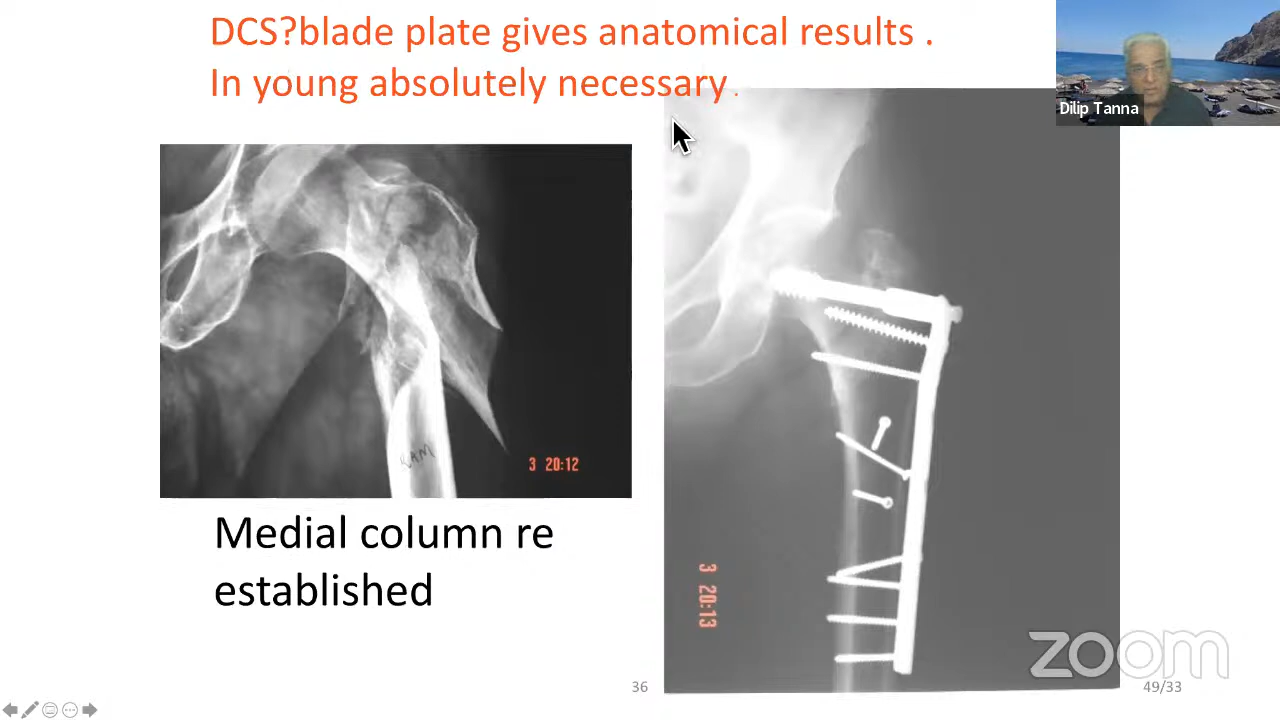 DCS?blade plate gives anatomical results .
In young absolutely necessary .
Dilip Tanna
RAM
3 20:12
Medial column re
established
3 20:13
zoom
36
49/33